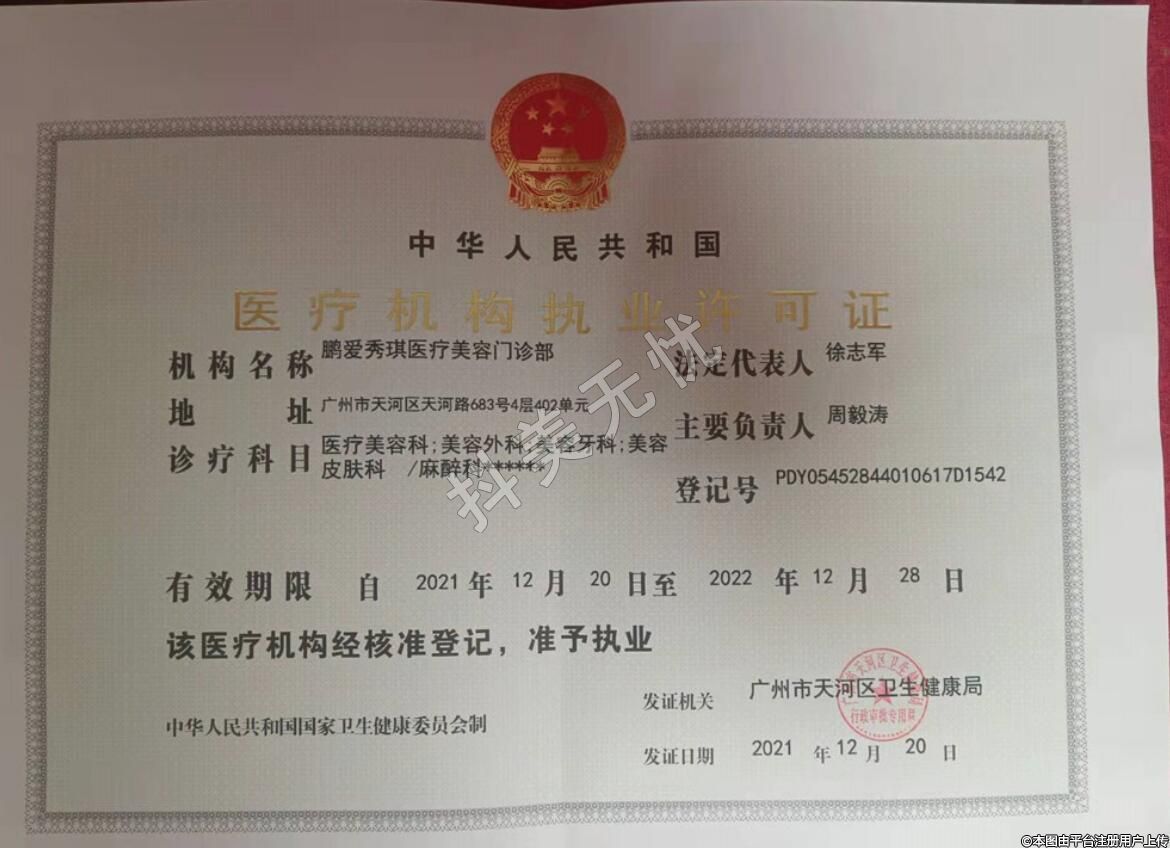 中华人民共和国
医疗机构执业许可证
机构名称 鹏爱秀琪医疗美容门诊部
法定代表人 徐志军
地址 广州市天河区天河路683号4层402单元
主要负责人 周毅涛
诊疗科目 医疗美容科;美容外科;美容牙科;美容
皮肤科 /麻醉科******
登记号 PDY05452844010617D1542
抖美无忧
有效期限 自 2021 年 12 月 20 日至 2022 年 12 月 28 日
该医疗机构经核准登记，准予执业
发证机关 广州市天河区卫生健康局
行政审批专用章
中华人民共和国国家卫生健康委员会制
发证日期 2021 年 12 月 20 日
©本图由平台注册用户上传